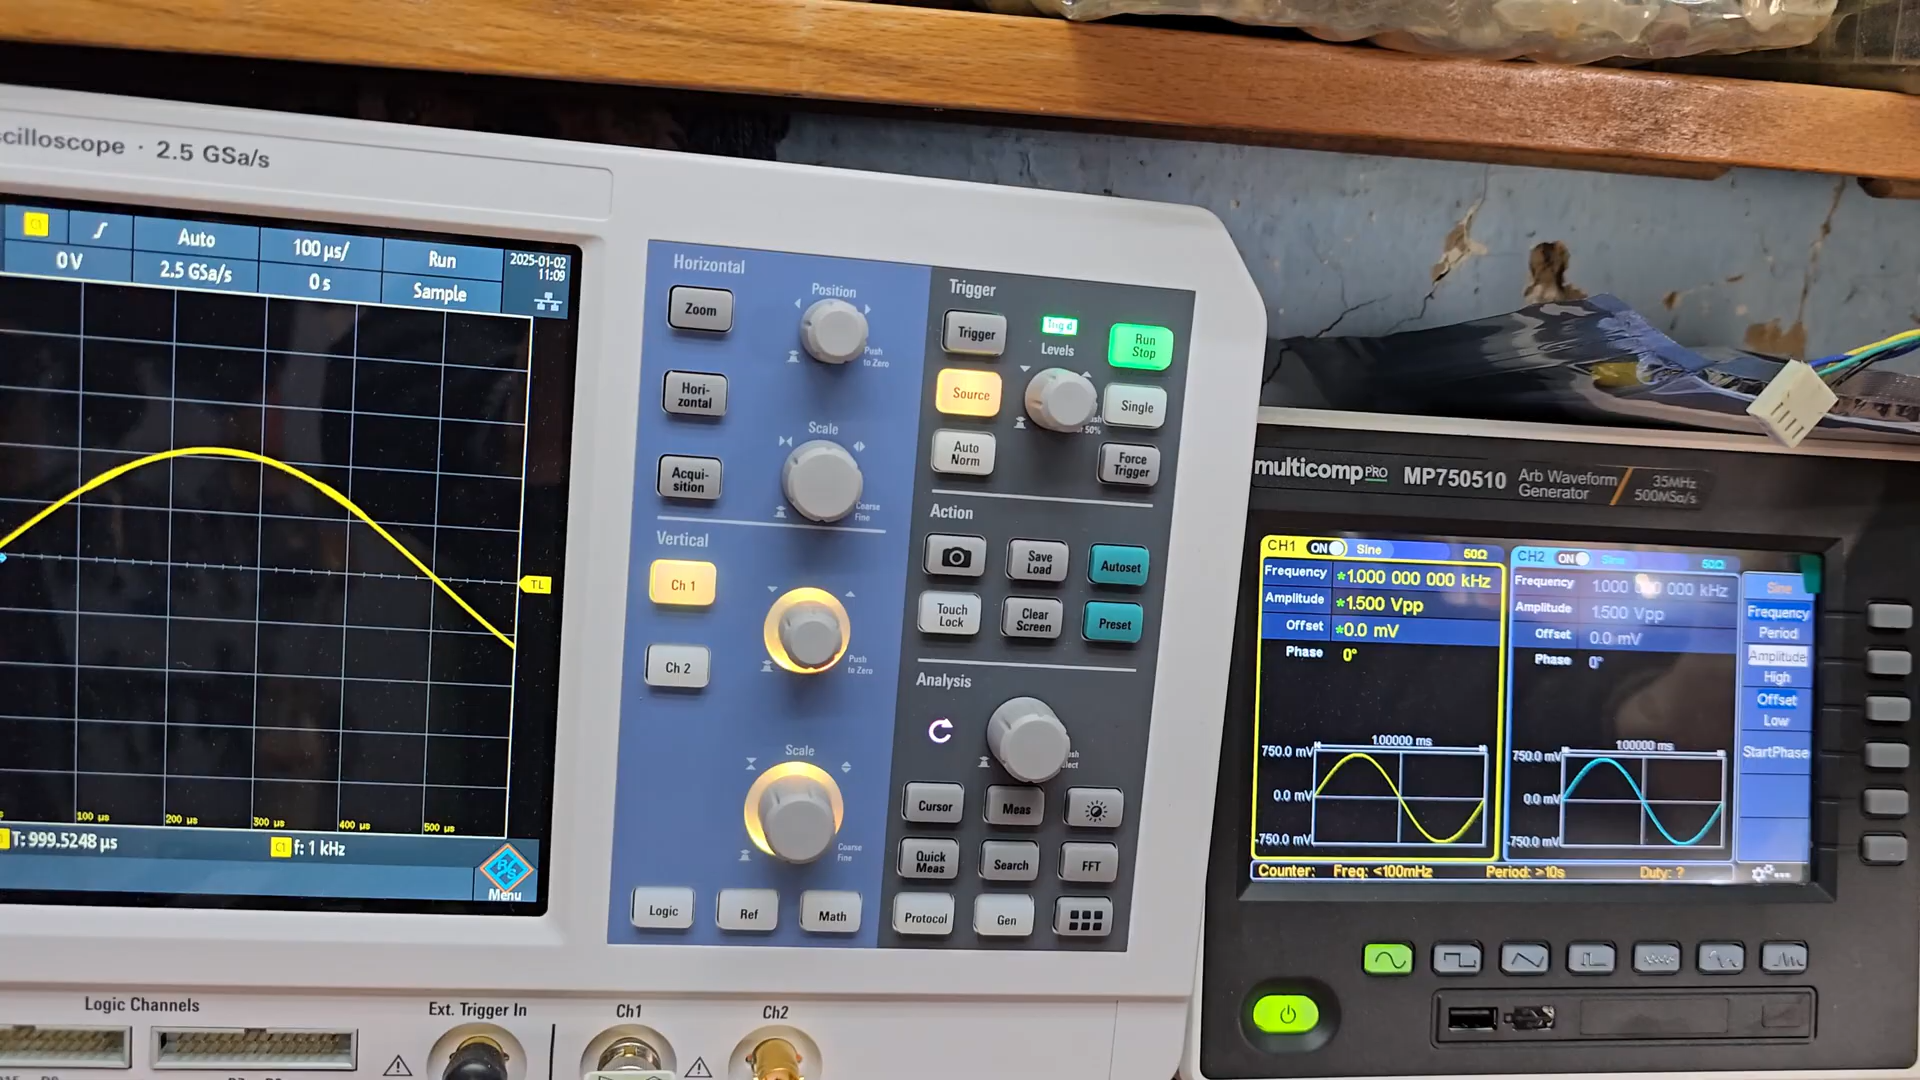 cilloscope · 2.5 GSa/s
C1
Auto
100 µs/
Run
2025-01-02
11:09
0 V
2.5 GSa/s
0 s
Sample
TL
100 µs
200 µs
300 µs
400 µs
500 µs
T: 999.5248 µs
C1
f: 1 kHz
Menu
Horizontal
Zoom
Position
Push
to Zero
Hori-
zontal
Scale
Acqui-
sition
Coarse
Fine
Vertical
Ch 1
Ch 2
Push
to Zero
Scale
Coarse
Fine
Logic
Ref
Math
Trigger
Trigger
Trig'd
Levels
Run
Stop
Source
Single
50%
Auto
Norm
Force
Trigger
Action
Save
Load
Autoset
Touch
Lock
Clear
Screen
Preset
Analysis
Cursor
Meas
Quick
Meas
Search
FFT
Protocol
Gen
Logic Channels
Ext. Trigger In
Ch1
Ch2
multicomp PRO MP750510 Arb Waveform
Generator
35MHz
500MSa/s
CH1 ON Sine 50Ω
Frequency *1.000 000 000 kHz
Amplitude *1.500 Vpp
Offset *0.0 mV
Phase 0°
750.0 mV
1.00000 ms
0.0 mV
-750.0 mV
CH2 ON Sine 50Ω
Frequency
Amplitude 1.500 Vpp
Offset 0.0 mV
Phase 0°
750.0 mV
1.00000 ms
0.0 mV
-750.0 mV
Sine
Frequency
Period
Amplitude
High
Offset
Low
StartPhase
Counter: Freq: <100mHz Period: >10s Duty: ?